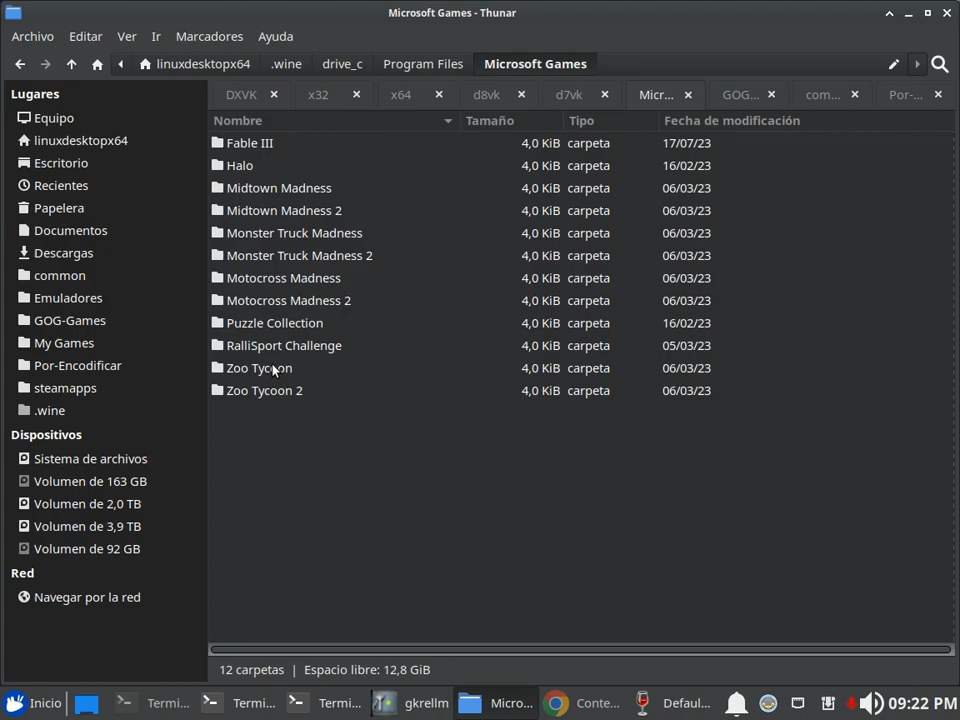 Microsoft Games - Thunar
Archivo Editar Ver Ir Marcadores Ayuda
linuxdesktopx64 .wine drive_c Program Files Microsoft Games
DXVK x32 x64 d8vk d7vk Micr... GOG... com... Por-...
Lugares
Equipo
linuxdesktopx64
Escritorio
Recientes
Papelera
Documentos
Descargas
common
Emuladores
GOG-Games
My Games
Por-Encodificar
steamapps
.wine
Dispositivos
Sistema de archivos
Volumen de 163 GB
Volumen de 2,0 TB
Volumen de 3,9 TB
Volumen de 92 GB
Red
Navegar por la red
Nombre Tamaño Tipo Fecha de modificación
Fable III 4,0 KiB carpeta 17/07/23
Halo 4,0 KiB carpeta 16/02/23
Midtown Madness 4,0 KiB carpeta 06/03/23
Midtown Madness 2 4,0 KiB carpeta 06/03/23
Monster Truck Madness 4,0 KiB carpeta 06/03/23
Monster Truck Madness 2 4,0 KiB carpeta 06/03/23
Motocross Madness 4,0 KiB carpeta 06/03/23
Motocross Madness 2 4,0 KiB carpeta 06/03/23
Puzzle Collection 4,0 KiB carpeta 16/02/23
RalliSport Challenge 4,0 KiB carpeta 05/03/23
Zoo Tycoon 4,0 KiB carpeta 06/03/23
Zoo Tycoon 2 4,0 KiB carpeta 06/03/23
12 carpetas | Espacio libre: 12,8 GiB
Inicio Termi... Termi... Termi... gkrellm Micro... Conte... Defaul... 09:22 PM